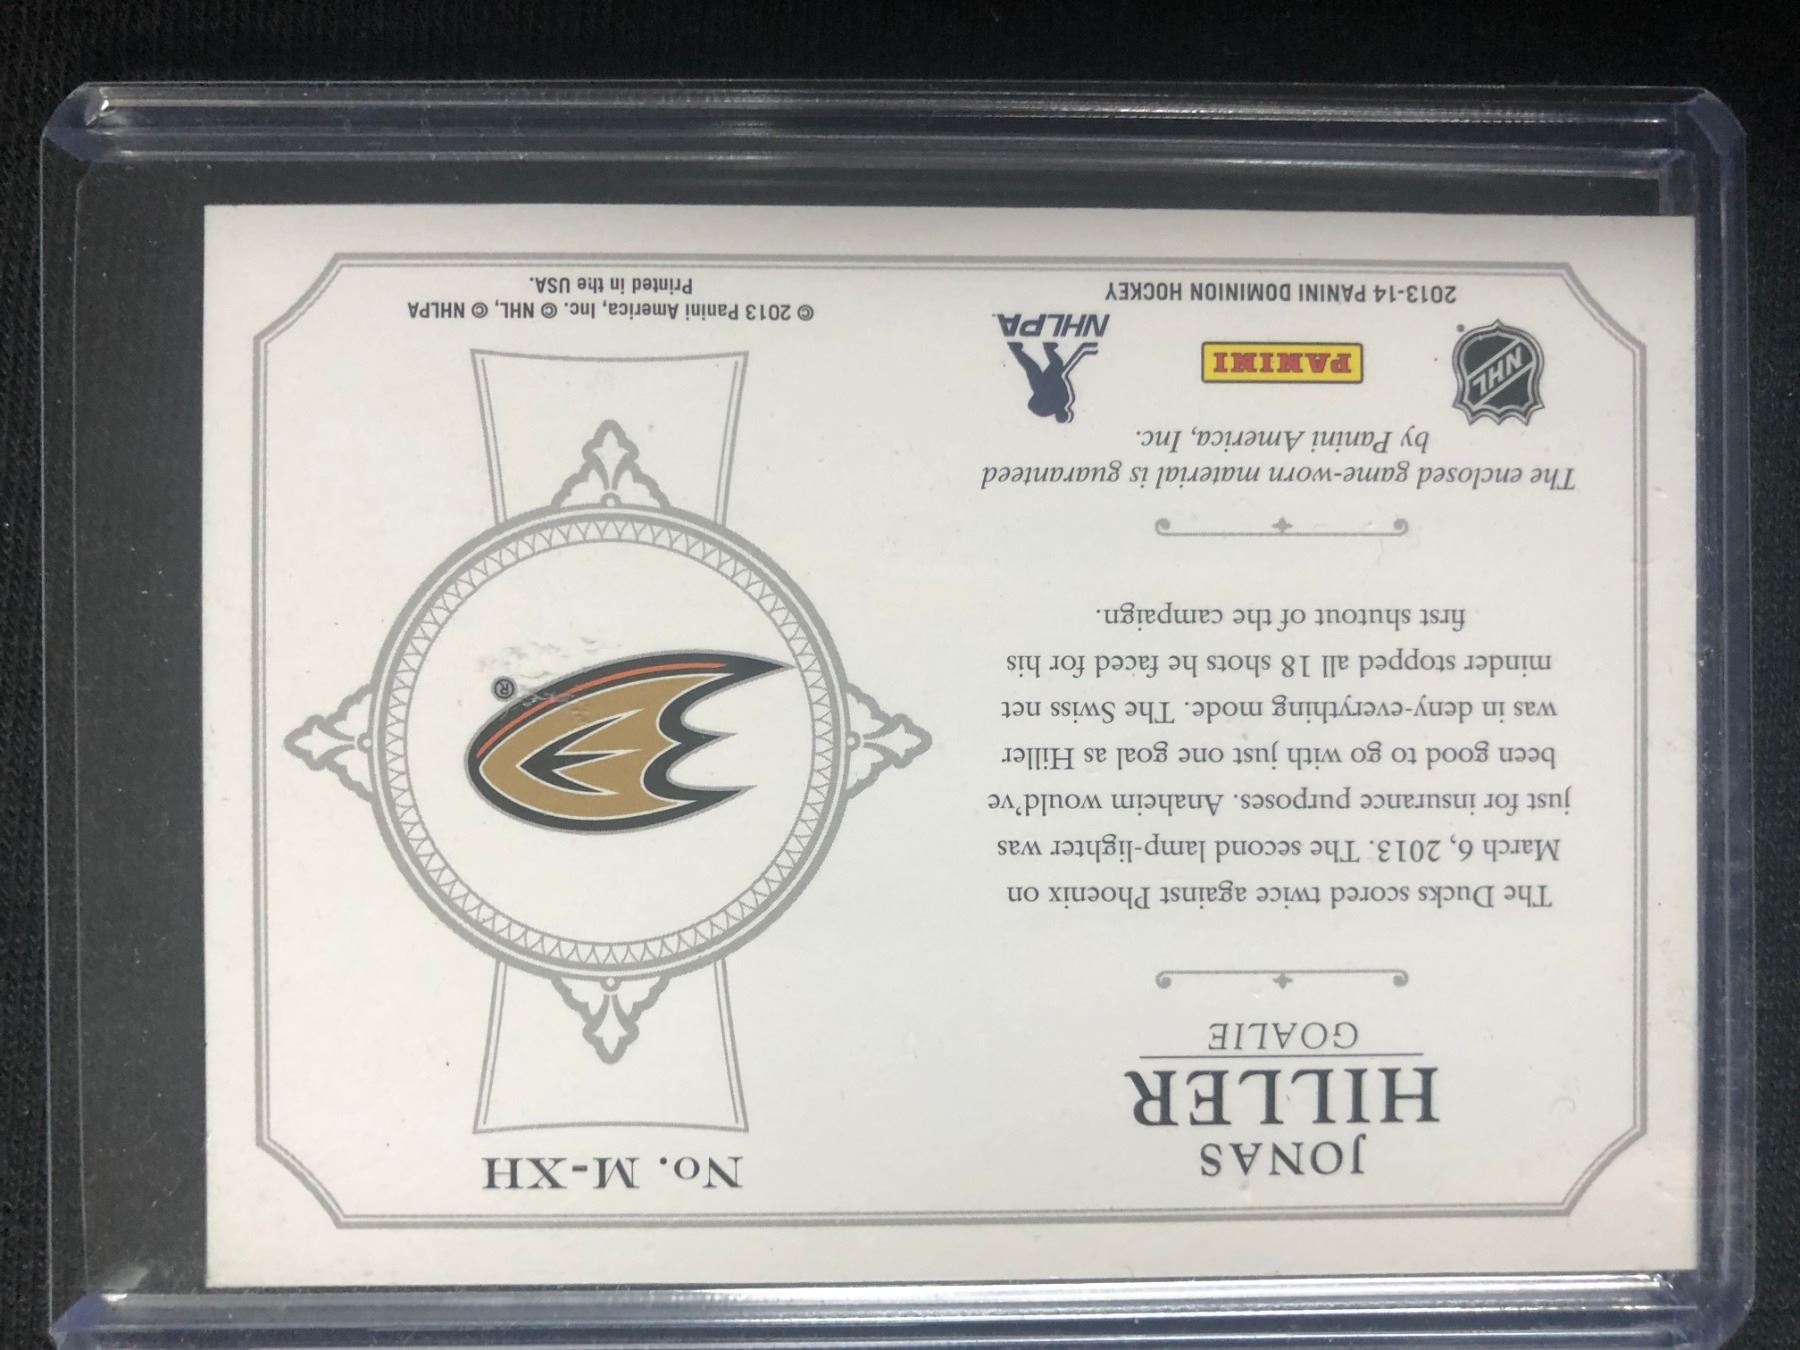 JONAS
HILLER
GOALIE
The Ducks scored twice against Phoenix on
March 6, 2013. The second lamp-lighter was
just for insurance purposes. Anaheim would've
been good to go with just one goal as Hiller
was in deny-everything mode. The Swiss net
minder stopped all 18 shots he faced for his
first shutout of the campaign.
The enclosed game-worn material is guaranteed
by Panini America, Inc.
NHL
PANINI
NHLPA
2013-14 PANINI DOMINION HOCKEY
No. M-XH
®
© 2013 Panini America, Inc. © NHL, © NHLPA
Printed in the USA.